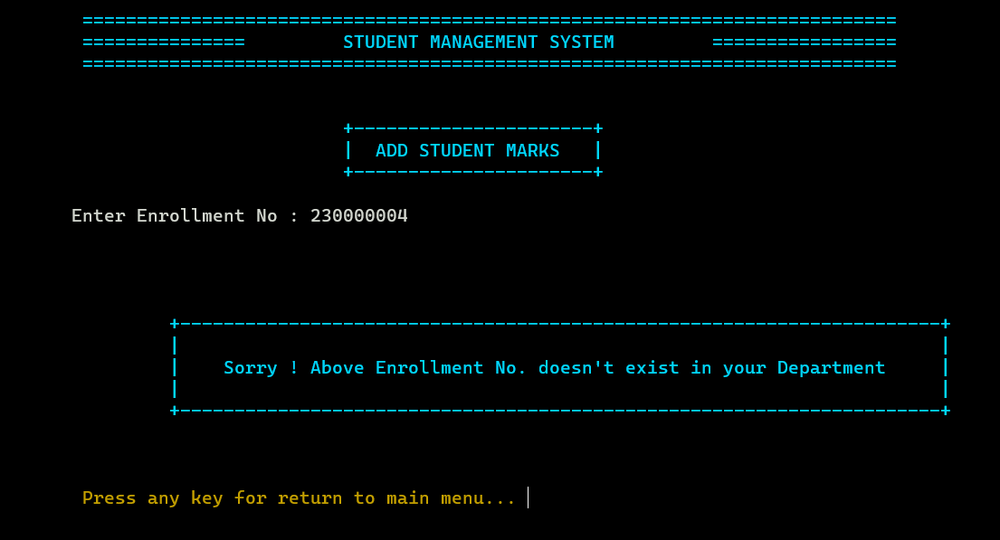 ===========================================================================
===============         STUDENT MANAGEMENT SYSTEM         =================
===========================================================================
+----------------------+
|  ADD STUDENT MARKS   |
+----------------------+
Enter Enrollment No : 230000004
+----------------------------------------------------------------------+
|                                                                      |
|    Sorry ! Above Enrollment No. doesn't exist in your Department     |
|                                                                      |
+----------------------------------------------------------------------+
Press any key for return to main menu...